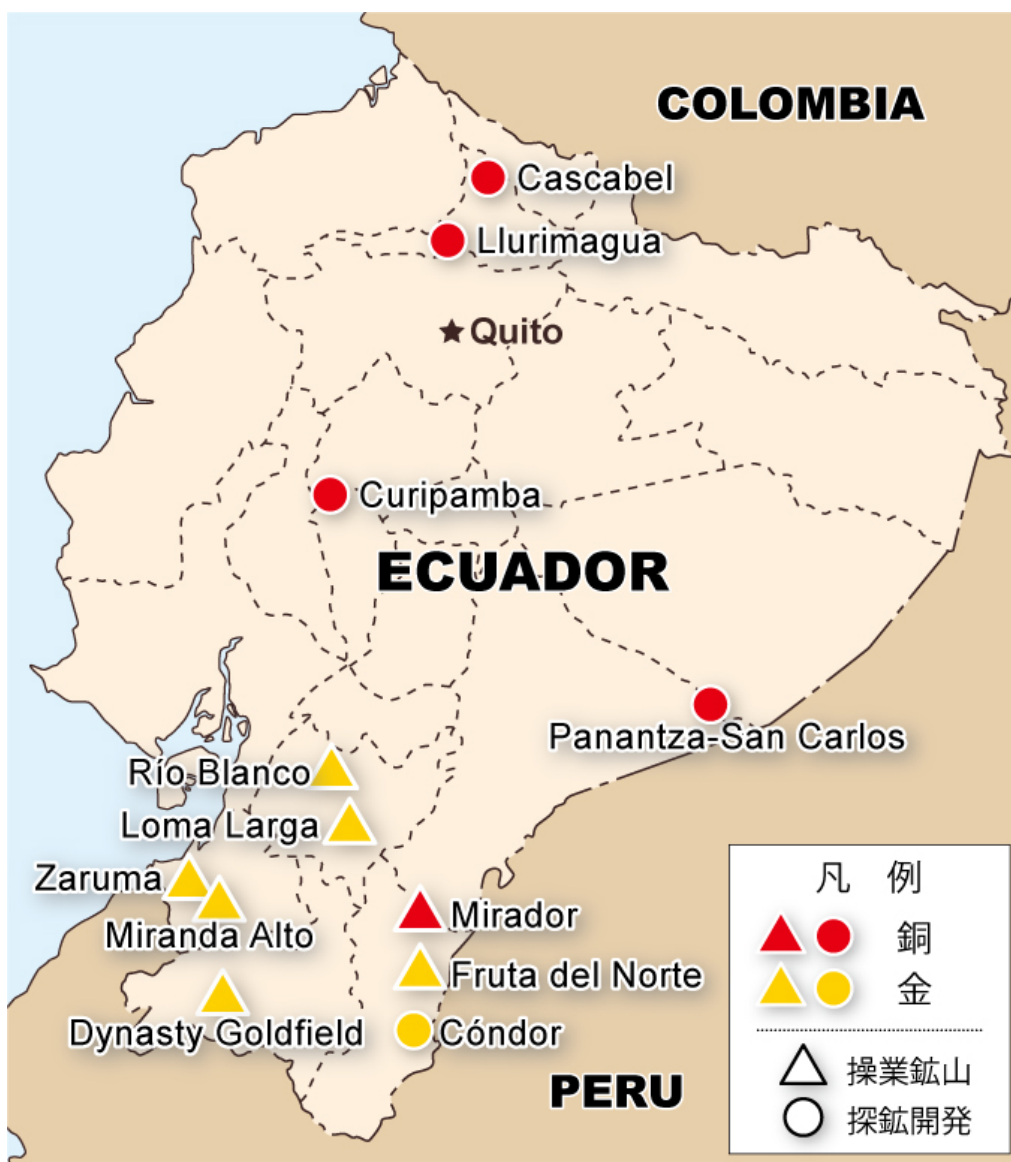 COLOMBIA
Cascabel
Llurimagua
Quito
Curipamba
ECUADOR
Panantza-San Carlos
Río Blanco
Loma Larga
Zaruma
Miranda Alto
Mirador
Fruta del Norte
Dynasty Goldfield
Cóndor
PERU
凡 例
銅
金
操業鉱山
探鉱開発